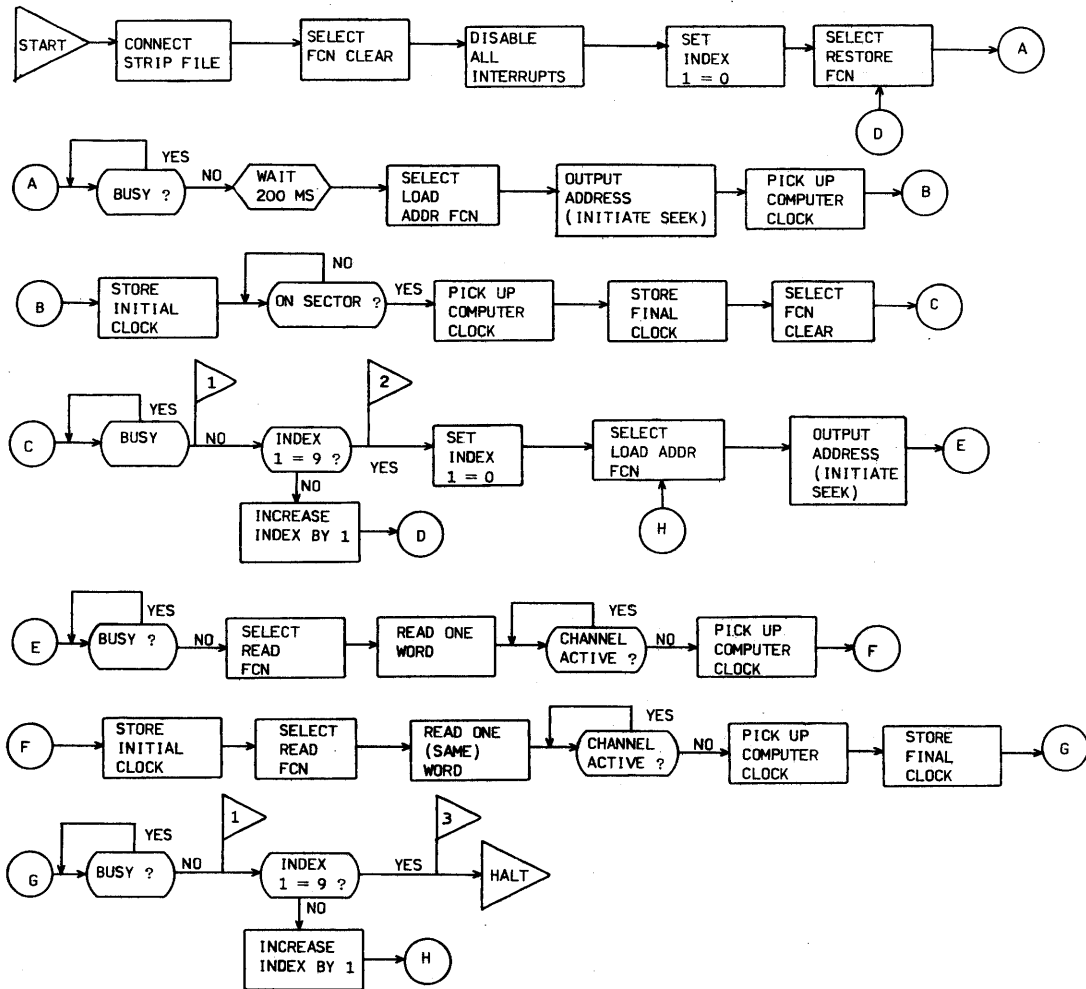 START
CONNECT
STRIP FILE
SELECT
FCN CLEAR
DISABLE
ALL
INTERRUPTS
SET
INDEX
1 = 0
SELECT
RESTORE
FCN
A
D
A
BUSY ?
YES
NO
WAIT
200 MS
SELECT
LOAD
ADDR FCN
OUTPUT
ADDRESS
(INITIATE SEEK)
PICK UP
COMPUTER
CLOCK
B
B
STORE
INITIAL
CLOCK
ON SECTOR ?
NO
YES
PICK UP
COMPUTER
CLOCK
STORE
FINAL
CLOCK
SELECT
FCN
CLEAR
C
C
BUSY
YES
1
NO
INDEX
1 = 9 ?
2
YES
NO
INCREASE
INDEX BY 1
D
SET
INDEX
1 = 0
SELECT
LOAD ADDR
FCN
H
OUTPUT
ADDRESS
(INITIATE
SEEK)
E
E
BUSY ?
YES
NO
SELECT
READ
FCN
READ ONE
WORD
CHANNEL
ACTIVE ?
YES
NO
PICK UP
COMPUTER
CLOCK
F
F
STORE
INITIAL
CLOCK
SELECT
READ
FCN
READ ONE
(SAME)
WORD
CHANNEL
ACTIVE ?
YES
NO
PICK UP
COMPUTER
CLOCK
STORE
FINAL
CLOCK
G
G
BUSY ?
YES
NO
1
INDEX
1 = 9 ?
YES
3
HALT
NO
INCREASE
INDEX BY 1
H